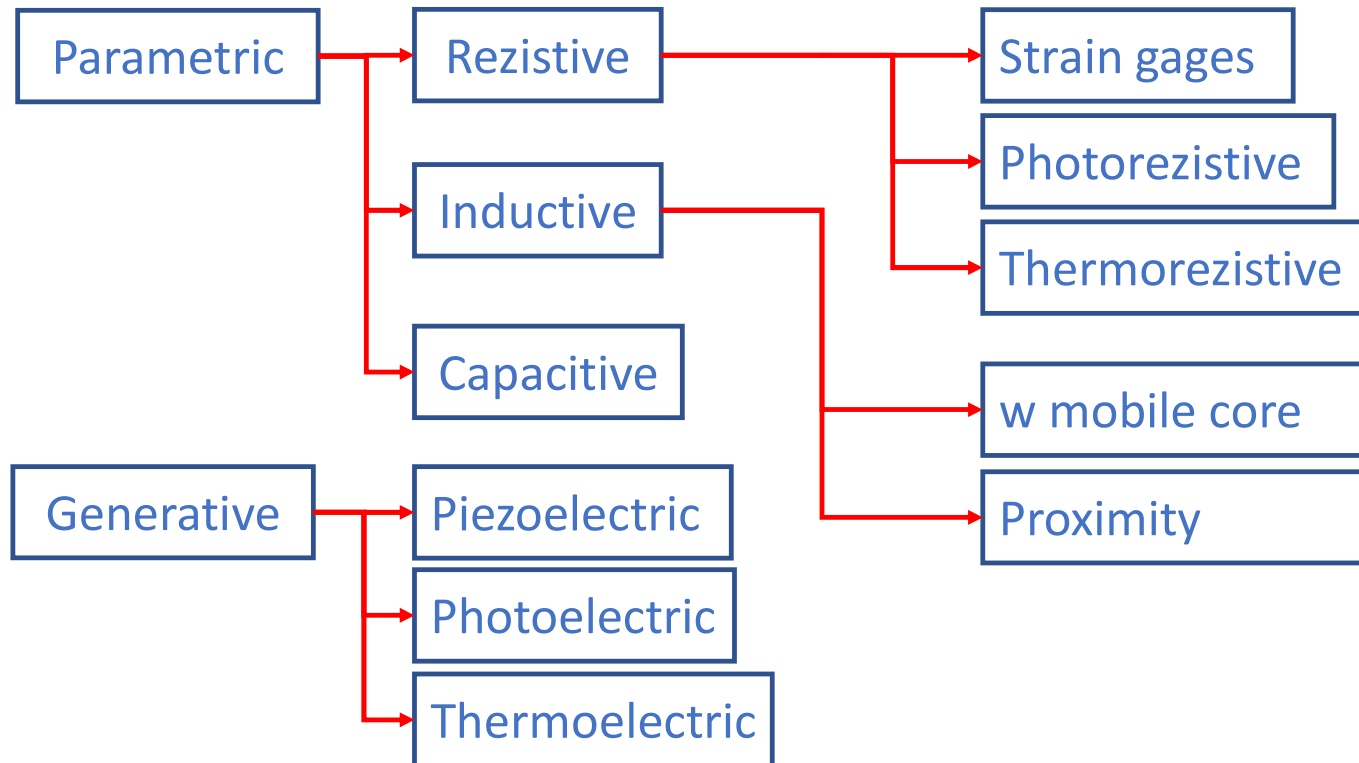 Parametric
Rezistive
Strain gages
Photorezistive
Inductive
Thermorezistive
Capacitive
w mobile core
Generative
Piezoelectric
Proximity
Photoelectric
Thermoelectric